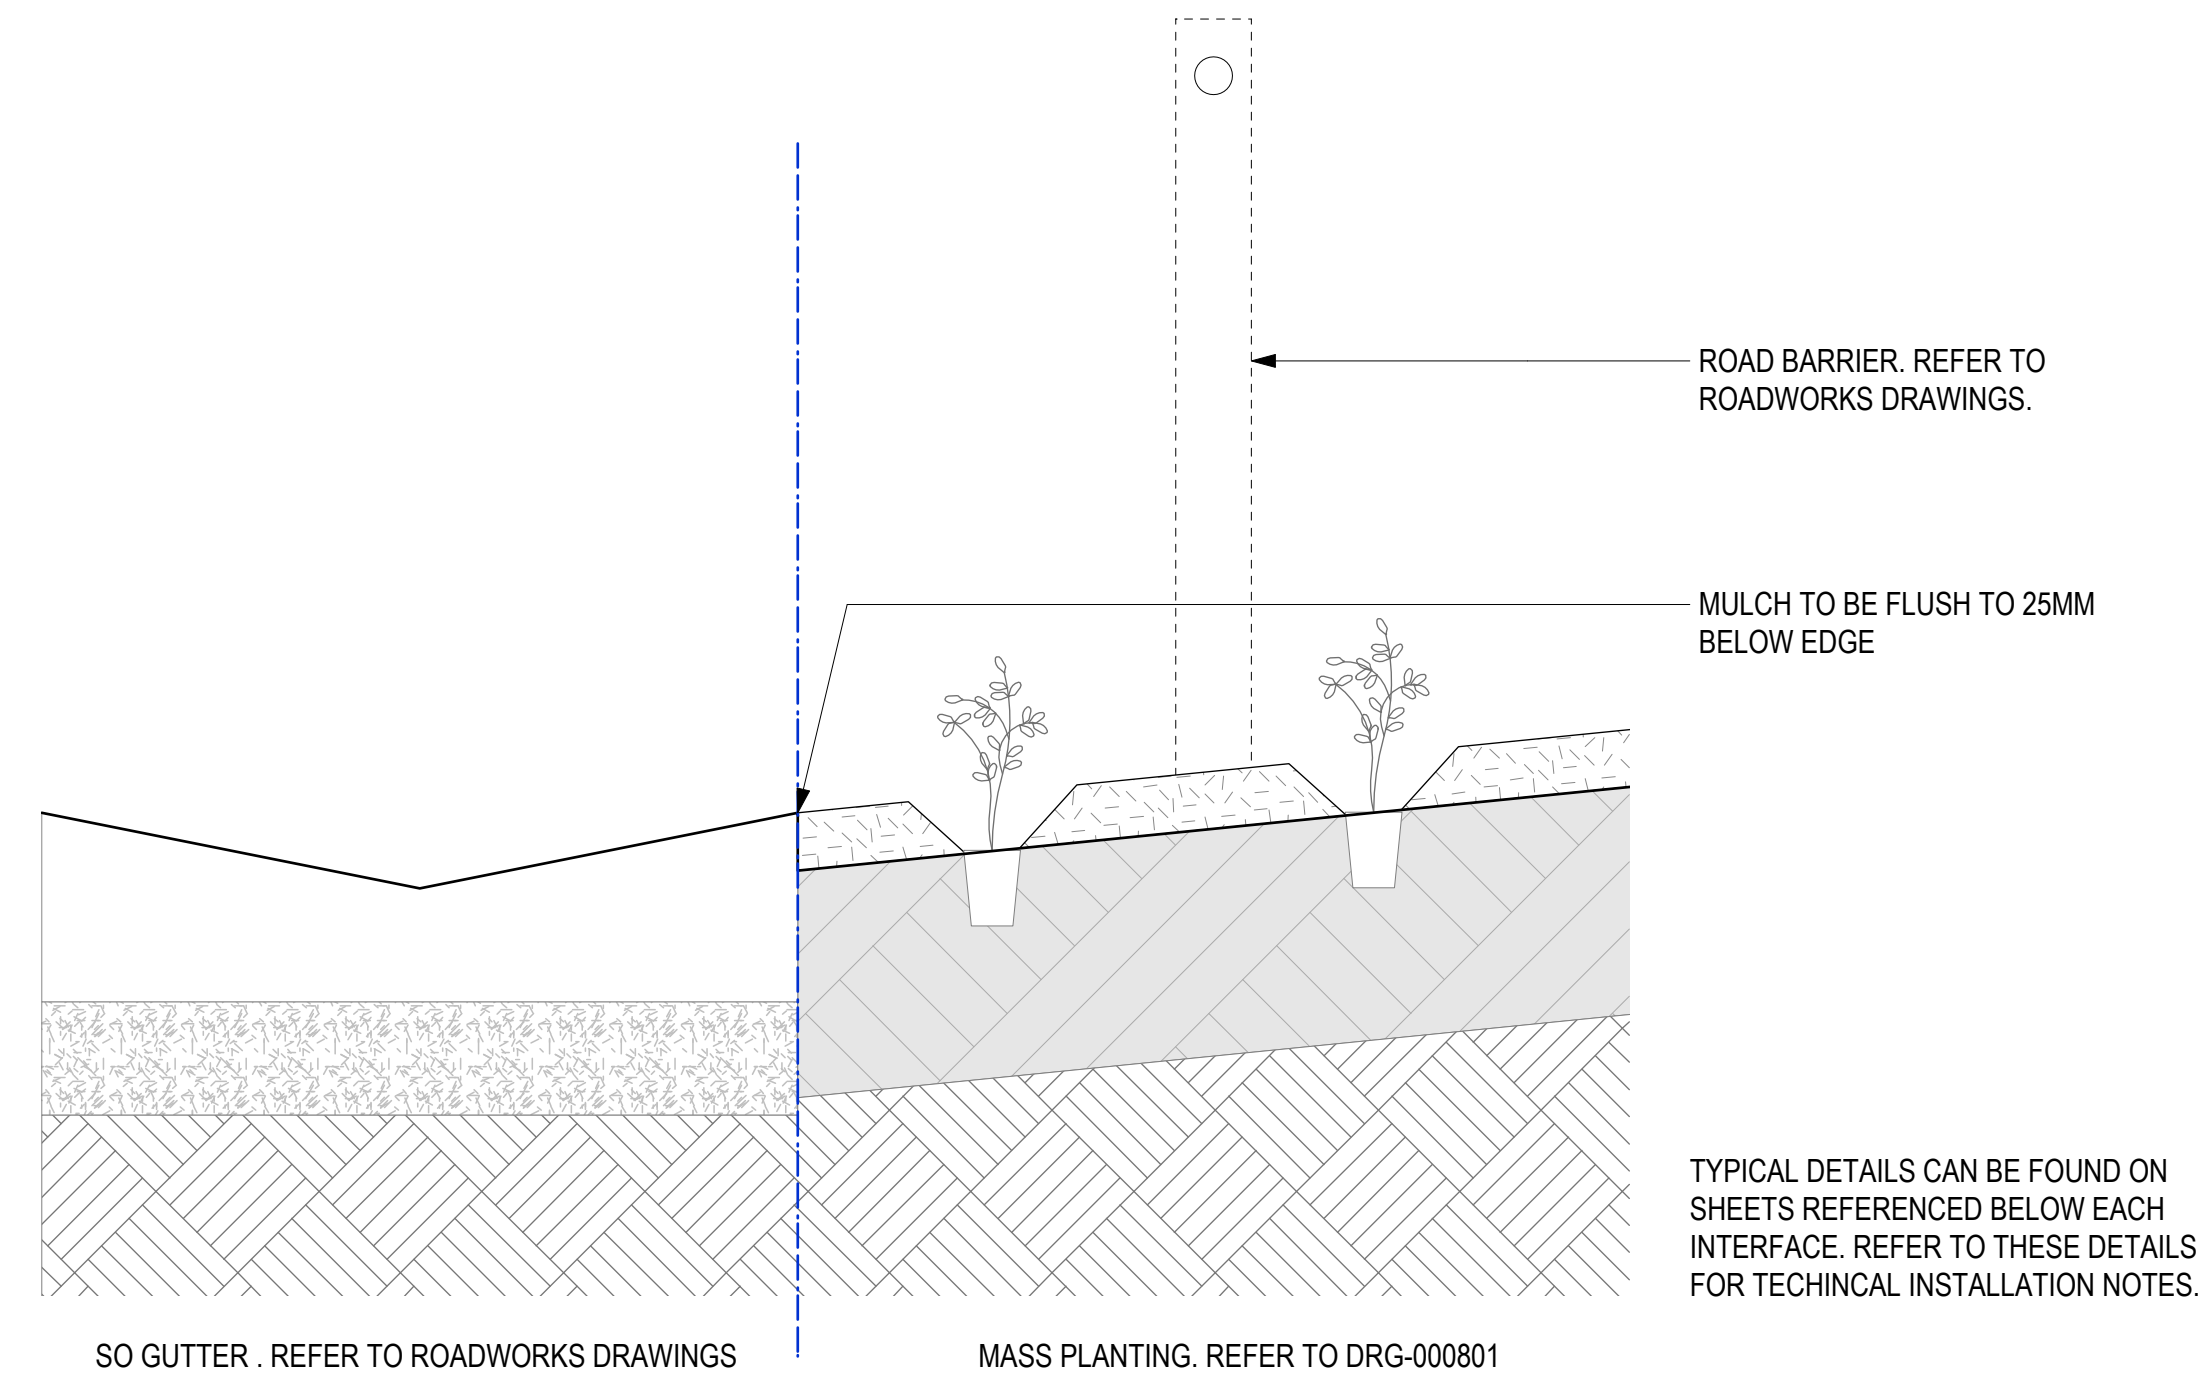 ROAD BARRIER. REFER TO
ROADWORKS DRAWINGS.
MULCH TO BE FLUSH TO 25MM
BELOW EDGE
TYPICAL DETAILS CAN BE FOUND ON
SHEETS REFERENCED BELOW EACH
INTERFACE. REFER TO THESE DETAILS
FOR TECHINCAL INSTALLATION NOTES.
SO GUTTER . REFER TO ROADWORKS DRAWINGS
MASS PLANTING. REFER TO DRG-000801